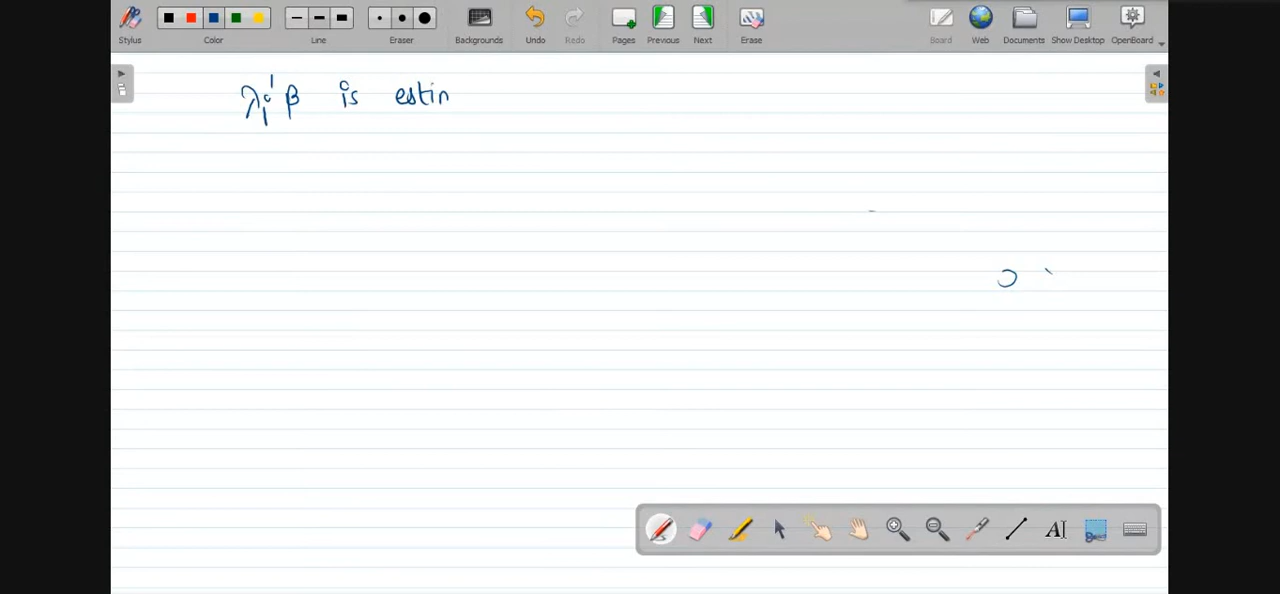 Stylus Color Line Eraser Backgrounds Undo Redo Pages Previous Next Erase Board Web Documents Show Desktop OpenBoard
λᵢ' β is estin